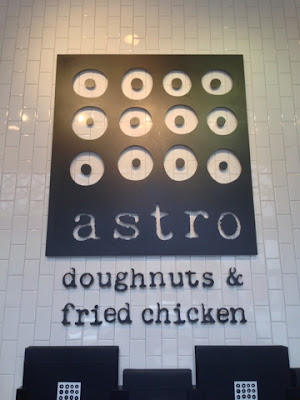 astro
doughnuts &
fried chicken